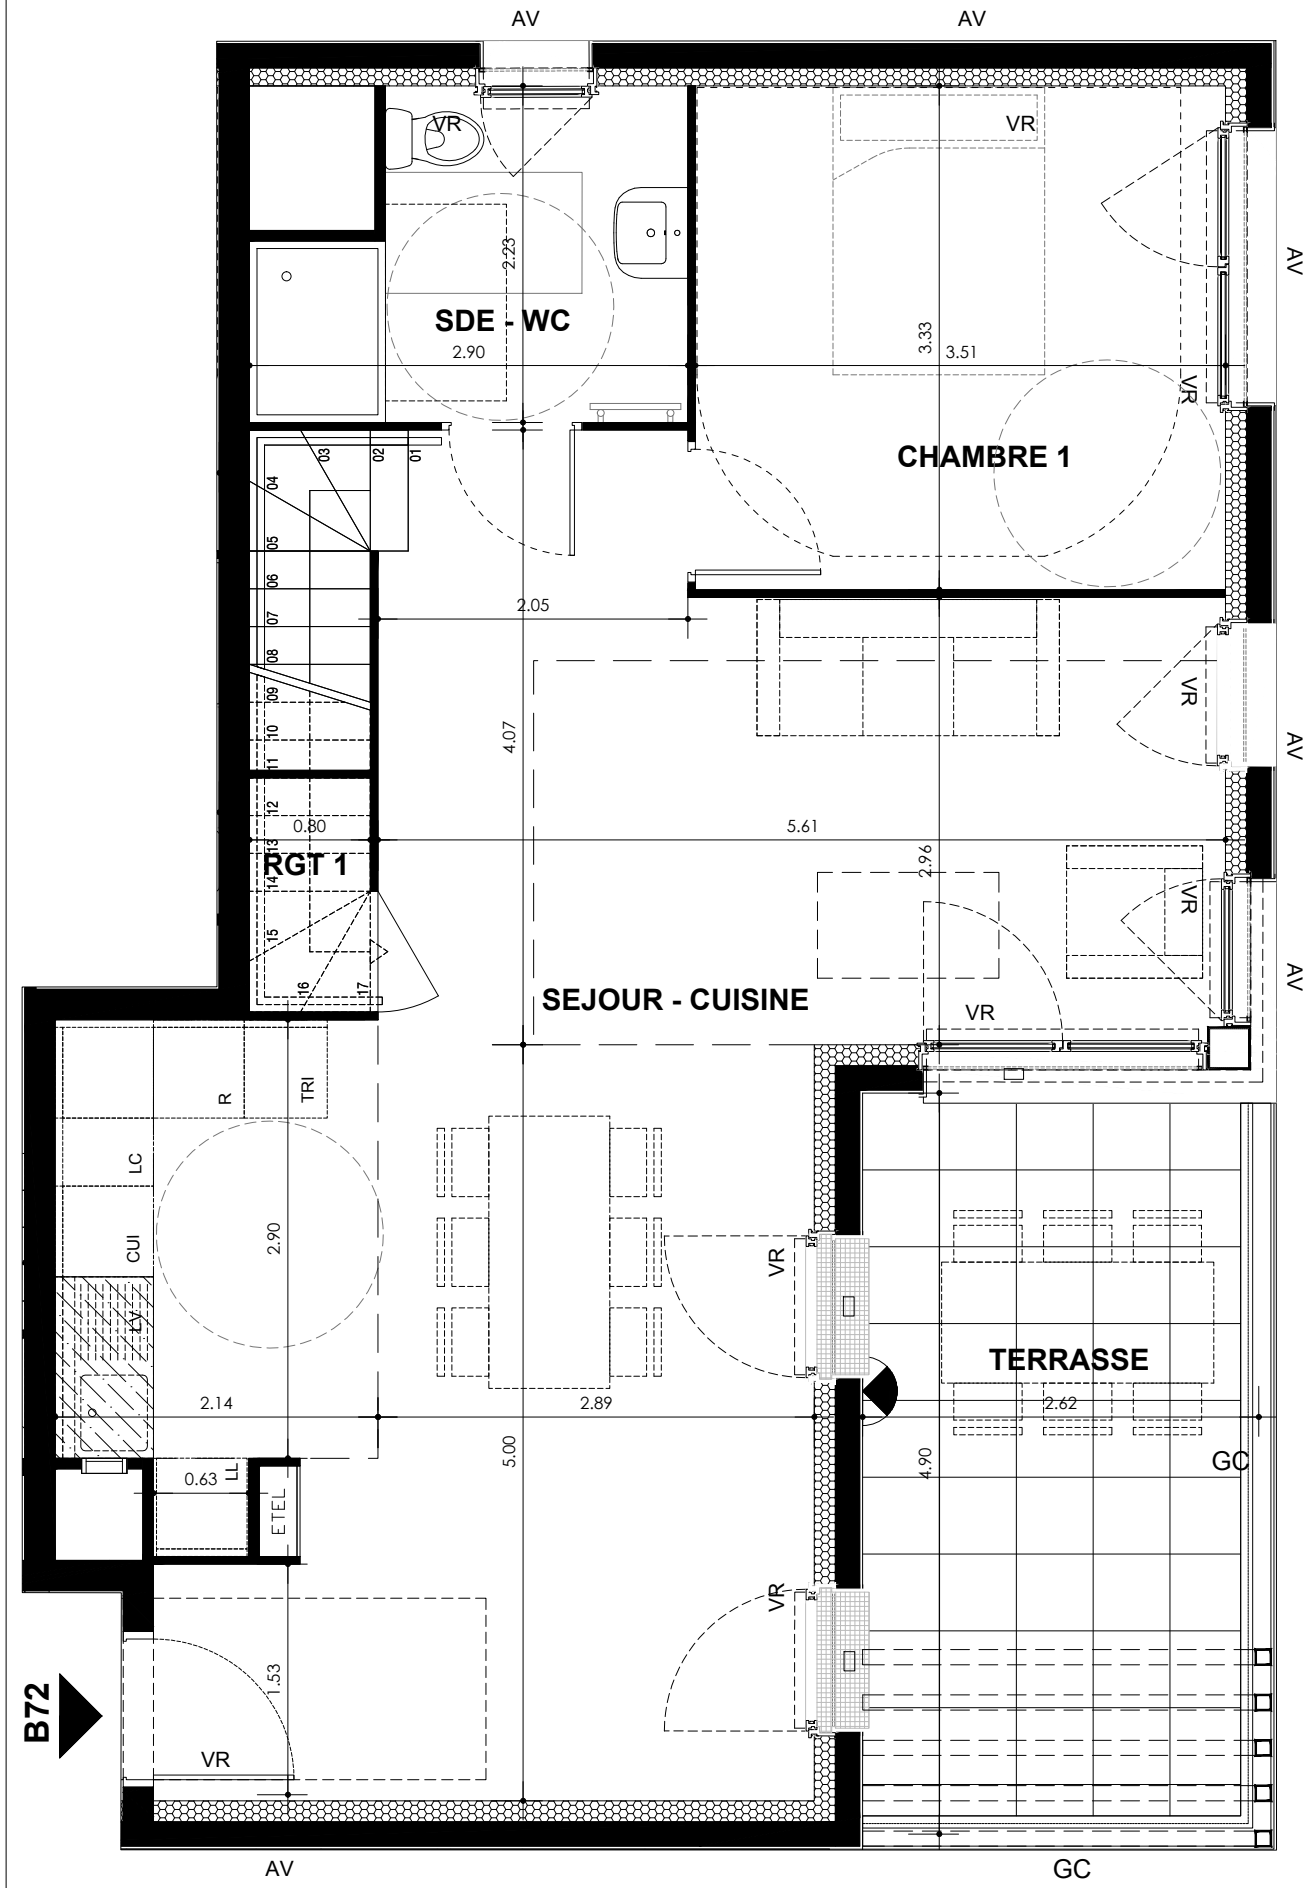 AV
AV
VR
VR
2.23
AV
SDE - WC
2.90
3.33
3.51
VR
CHAMBRE 1
01
02
03
04
05
06
07
08
09
10
11
12
13
14
15
16
17
2.05
VR
4.07
AV
0.80
5.61
RGT 1
2.96
VR
AV
SEJOUR - CUISINE
VR
R
TRI
LC
CUI
LV
2.90
VR
TERRASSE
2.14
2.89
2.62
5.00
4.90
GC
0.63
LL
ETEL
VR
1.53
B72
VR
AV
GC